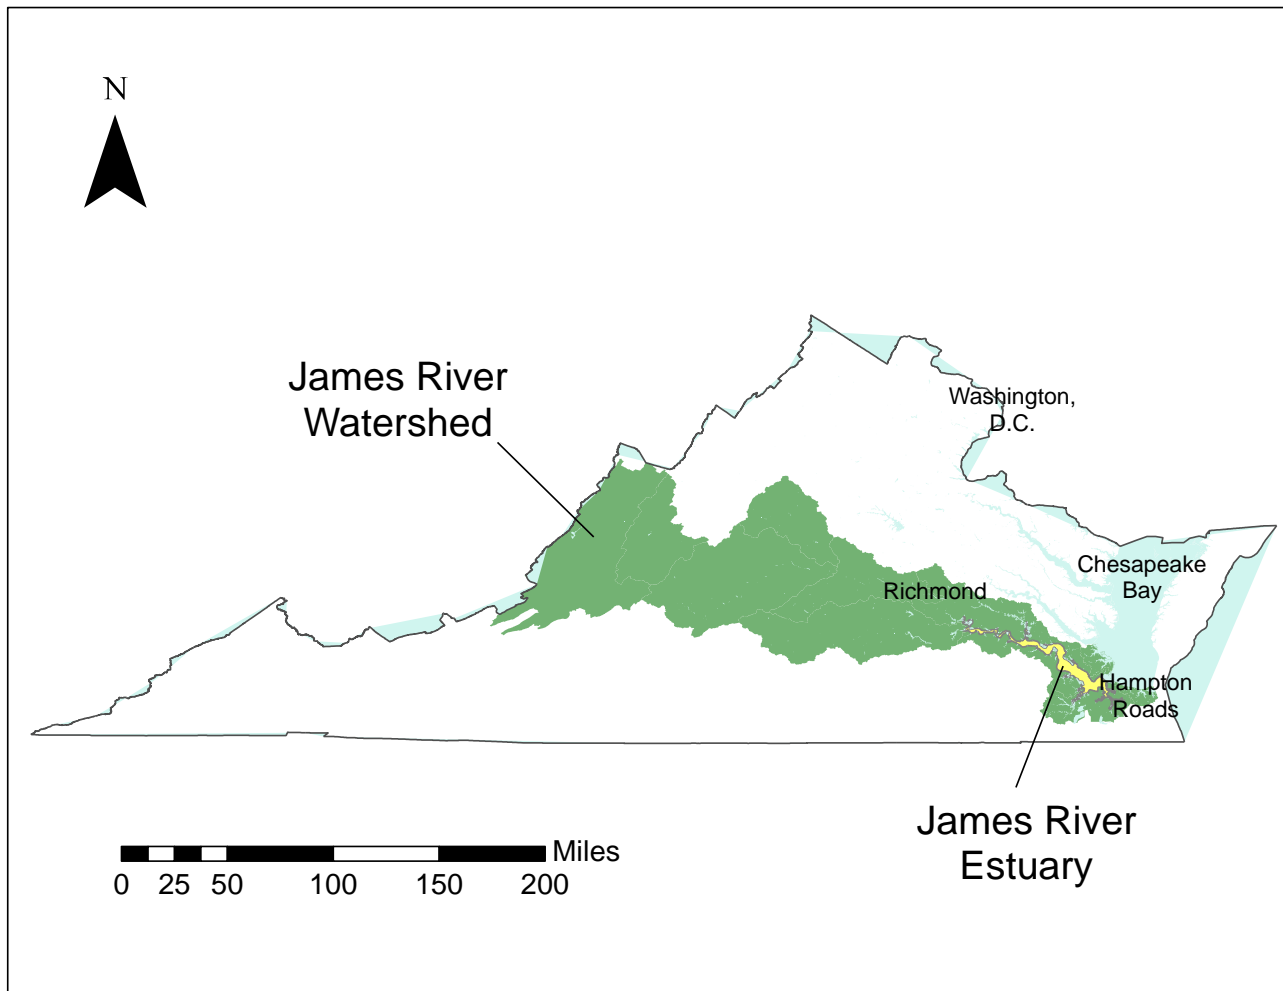 N
James River
Watershed
Washington,
D.C.
Chesapeake
Bay
Richmond
Hampton
Roads
James River
Estuary
Miles
0 25 50 100 150 200